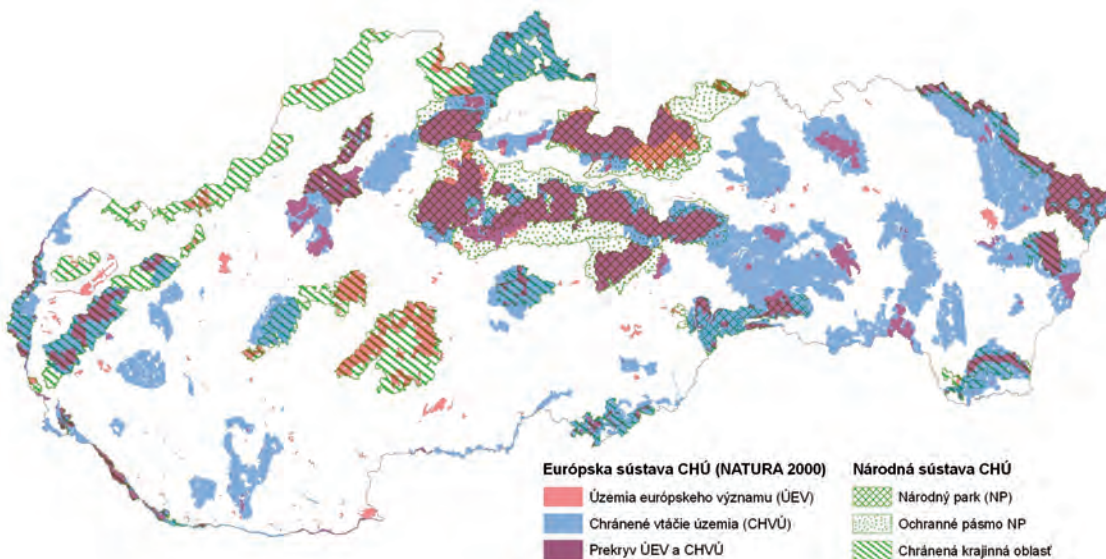 Európska sústava CHÚ (NATURA 2000)
Územia európskeho významu (ÚEV)
Chránené vtáčie územia (CHVÚ)
Prekryv ÚEV a CHVÚ
Národná sústava CHÚ
Národný park (NP)
Ochranné pásmo NP
Chránená krajinná oblasť